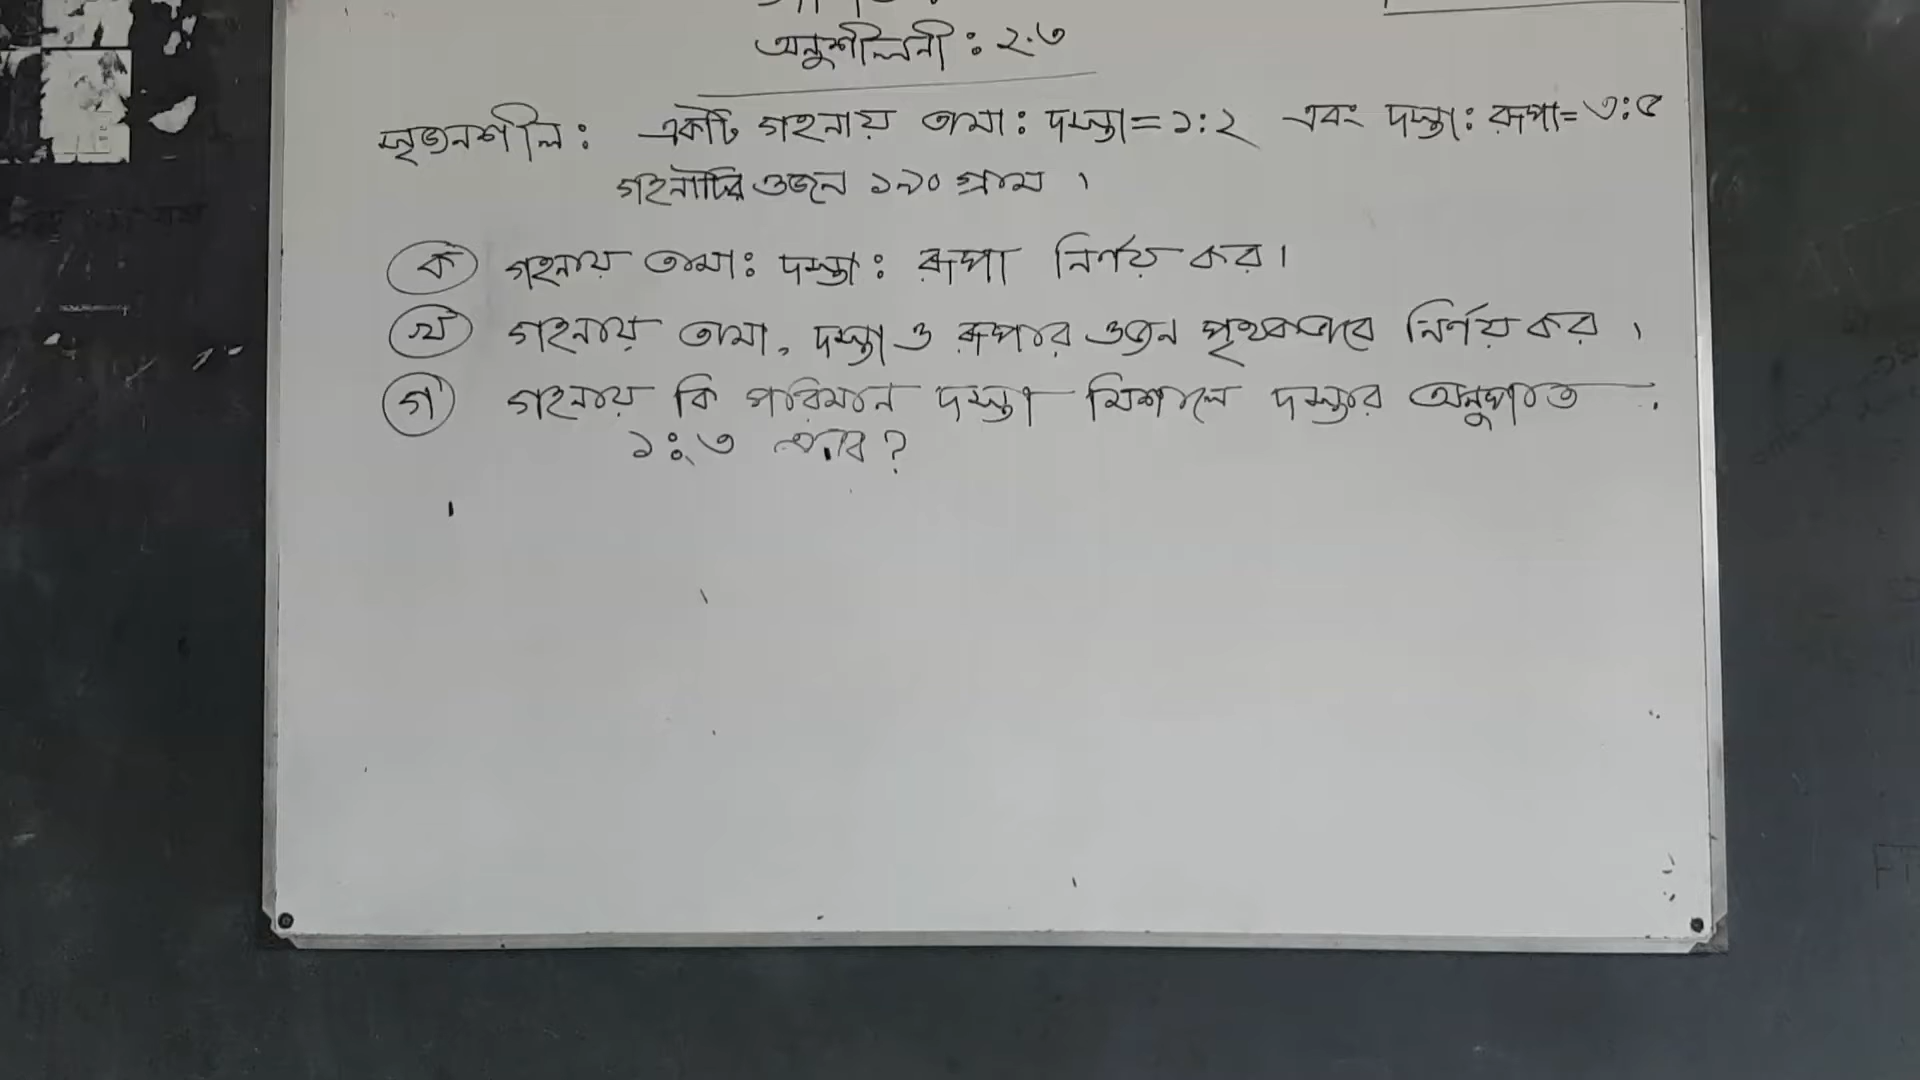 অনুশীলনী : ২.৩
সৃজনশীল : একটি গহনায় তামা : দস্তা = ১ : ২ এবং দস্তা : রূপা = ৩ : ৫
গহনাটির ওজন ১৯০ গ্রাম ।
ক গহনায় তামা : দস্তা : রূপা নির্ণয় কর ।
খ গহনায় তামা, দস্তা ও রূপার ওজন পৃথকভাবে নির্ণয় কর ।
গ গহনায় কি পরিমান দস্তা মিশালে দস্তার অনুপাত
১ : ৩ হবে ?